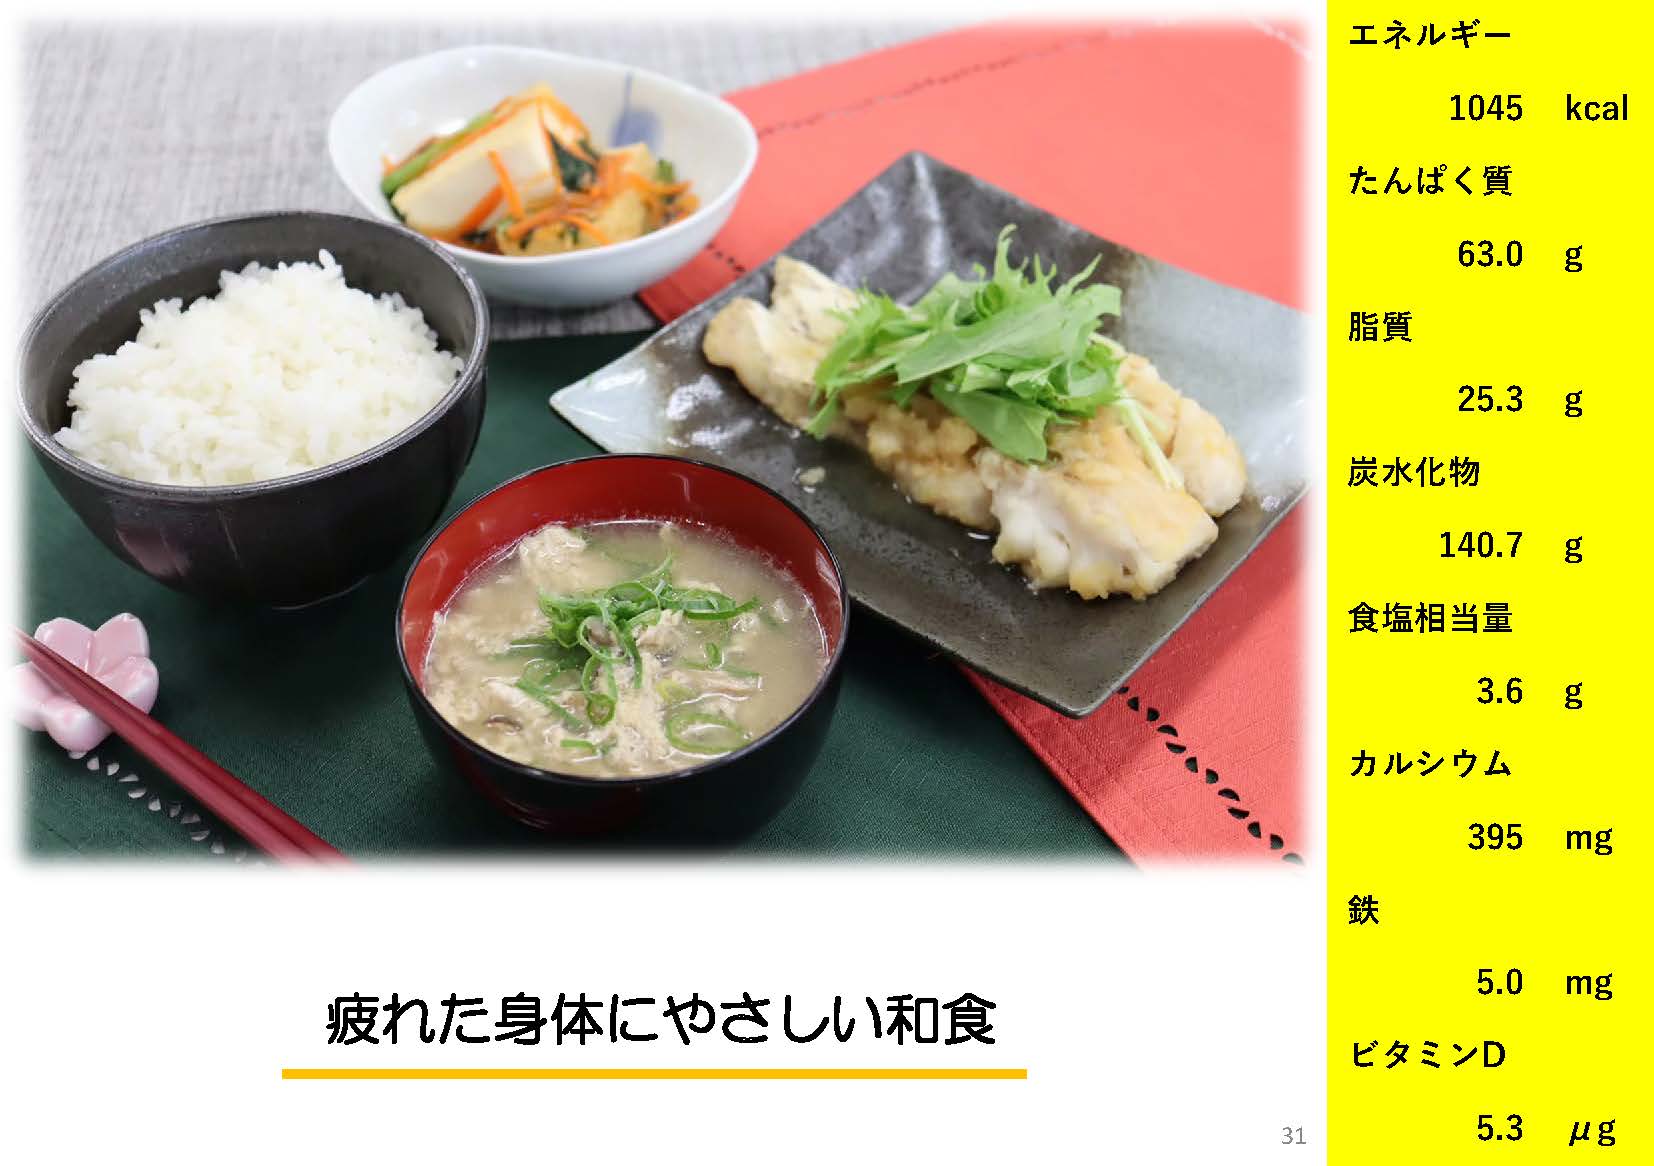 エネルギー
1045 kcal
たんぱく質
63.0 g
脂質
25.3 g
炭水化物
140.7 g
食塩相当量
3.6 g
カルシウム
395 mg
鉄
5.0 mg
ビタミンD
5.3 μg
疲れた身体にやさしい和食
31